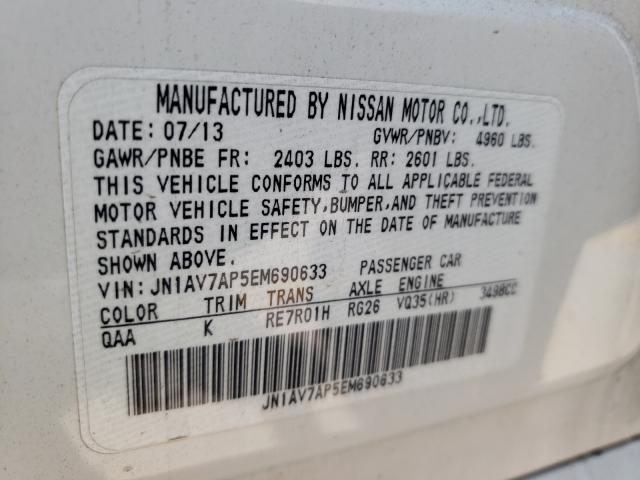 MANUFACTURED BY NISSAN MOTOR CO.,LTD.
DATE: 07/13 GVWR/PNBV: 4960 LBS.
GAWR/PNBE FR: 2403 LBS. RR: 2601 LBS.
THIS VEHICLE CONFORMS TO ALL APPLICABLE FEDERAL
MOTOR VEHICLE SAFETY,BUMPER,AND THEFT PREVENTION
STANDARDS IN EFFECT ON THE DATE OF MANUFACTURE
SHOWN ABOVE.
VIN: JN1AV7AP5EM690633 PASSENGER CAR
COLOR TRIM TRANS AXLE ENGINE
QAA K RE7R01H RG26 VQ35(HR) 3498CC
JN1AV7AP5EM690633